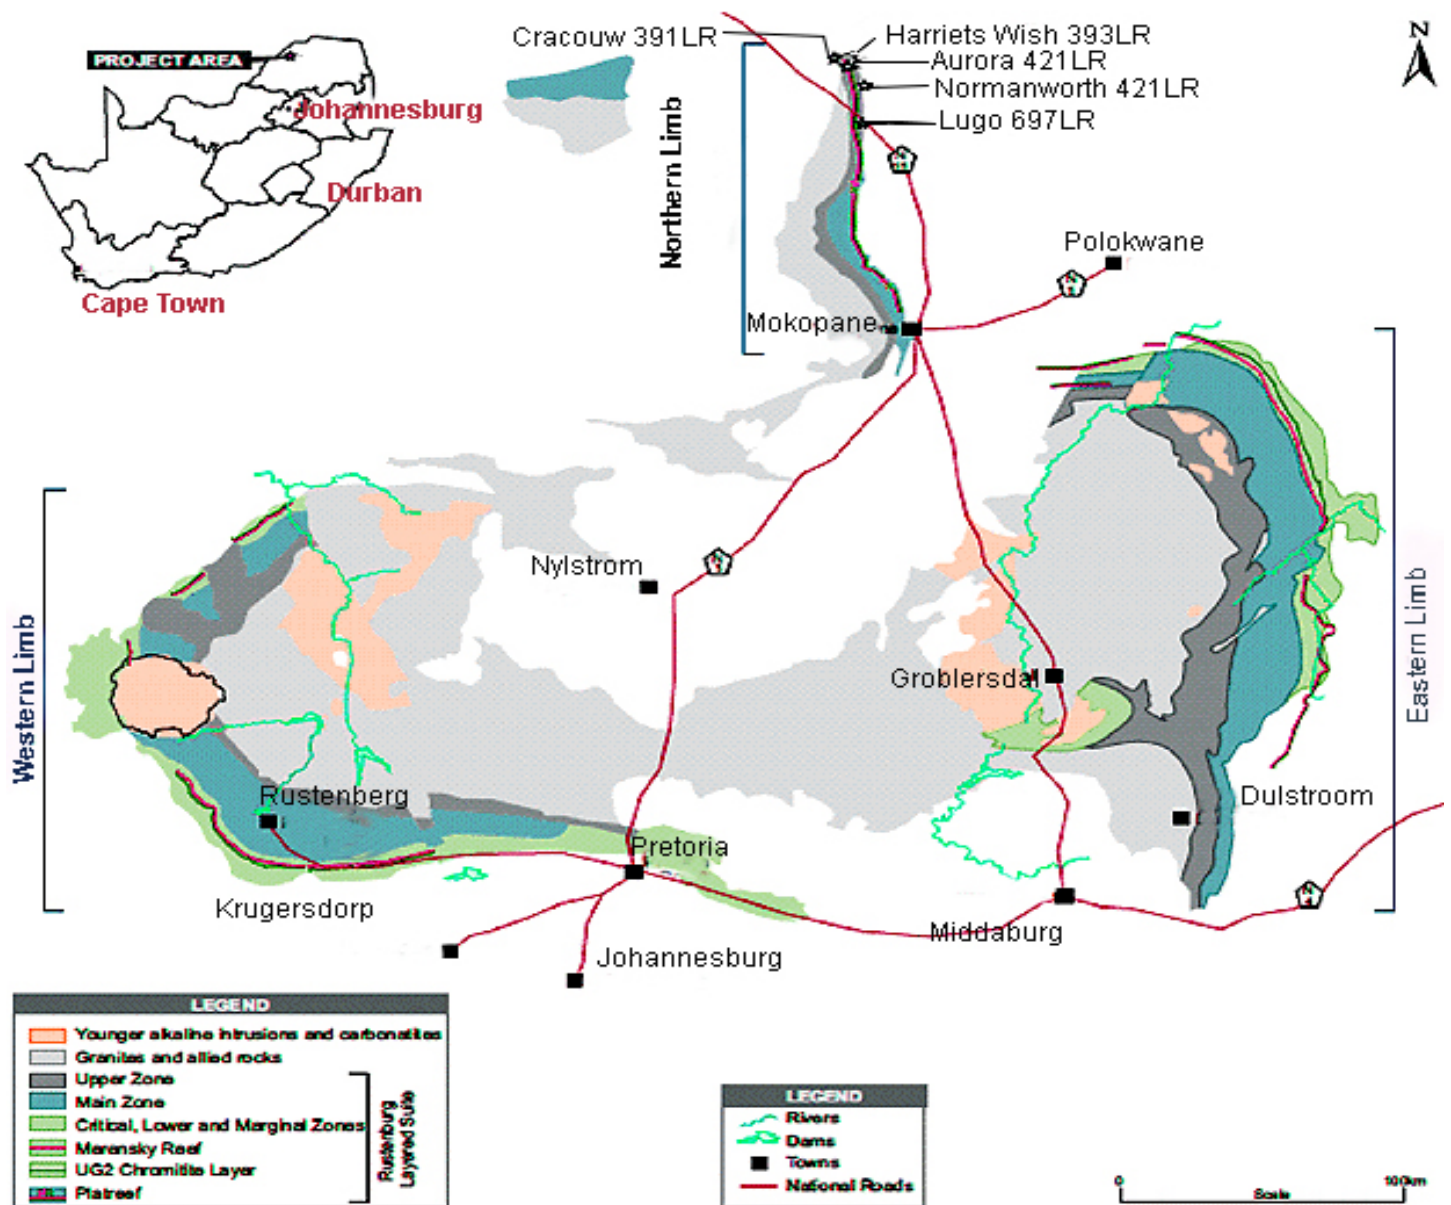 Cracouw 391LR
Harriets Wish 393LR
Aurora 421LR
Normanworth 421LR
Lugo 697LR
N
PROJECT AREA
Johannesburg
Durban
Cape Town
Northern Limb
Polokwane
Mokopane
Nylstrom
Western Limb
Eastern Limb
Groblersdal
Rustenberg
Dulstroom
Pretoria
Krugersdorp
Middaburg
Johannesburg
LEGEND
Younger alkaline intrusions and carbonatites
Granites and allied rocks
Upper Zone
Main Zone
Critical, Lower and Marginal Zones
Merensky Reef
UG2 Chromitite Layer
Platreef
Rustenburg
Layered Suite
LEGEND
Rivers
Dams
Towns
National Roads
0 100km
Scale